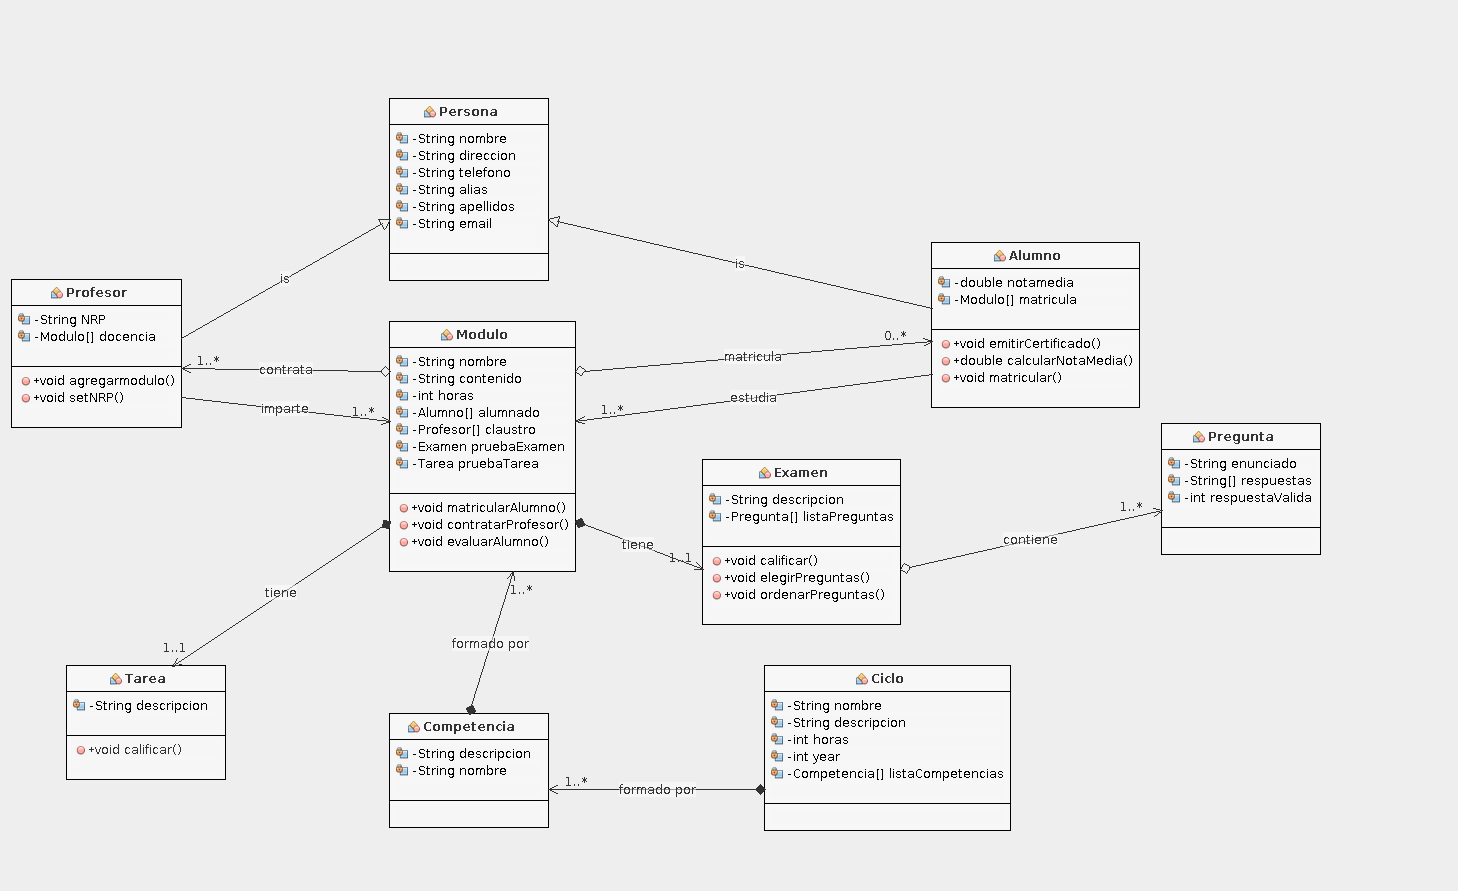 Persona
-String nombre
-String direccion
-String telefono
-String alias
-String apellidos
-String email
is
is
Profesor
-String NRP
-Modulo[] docencia
+void agregarmodulo()
+void setNRP()
Alumno
-double notamedia
-Modulo[] matricula
+void emitirCertificado()
+double calcularNotaMedia()
+void matricular()
Modulo
-String nombre
-String contenido
-int horas
-Alumno[] alumnado
-Profesor[] claustro
-Examen pruebaExamen
-Tarea pruebaTarea
+void matricularAlumno()
+void contratarProfesor()
+void evaluarAlumno()
1..*
contrata
imparte
1..*
matricula
0..*
estudia
1..*
Examen
-String descripcion
-Pregunta[] listaPreguntas
+void calificar()
+void elegirPreguntas()
+void ordenarPreguntas()
Pregunta
-String enunciado
-String[] respuestas
-int respuestaValida
contiene
1..*
tiene
1..1
tiene
1..1
Tarea
-String descripcion
+void calificar()
1..*
formado por
Competencia
-String descripcion
-String nombre
1..*
formado por
Ciclo
-String nombre
-String descripcion
-int horas
-int year
-Competencia[] listaCompetencias